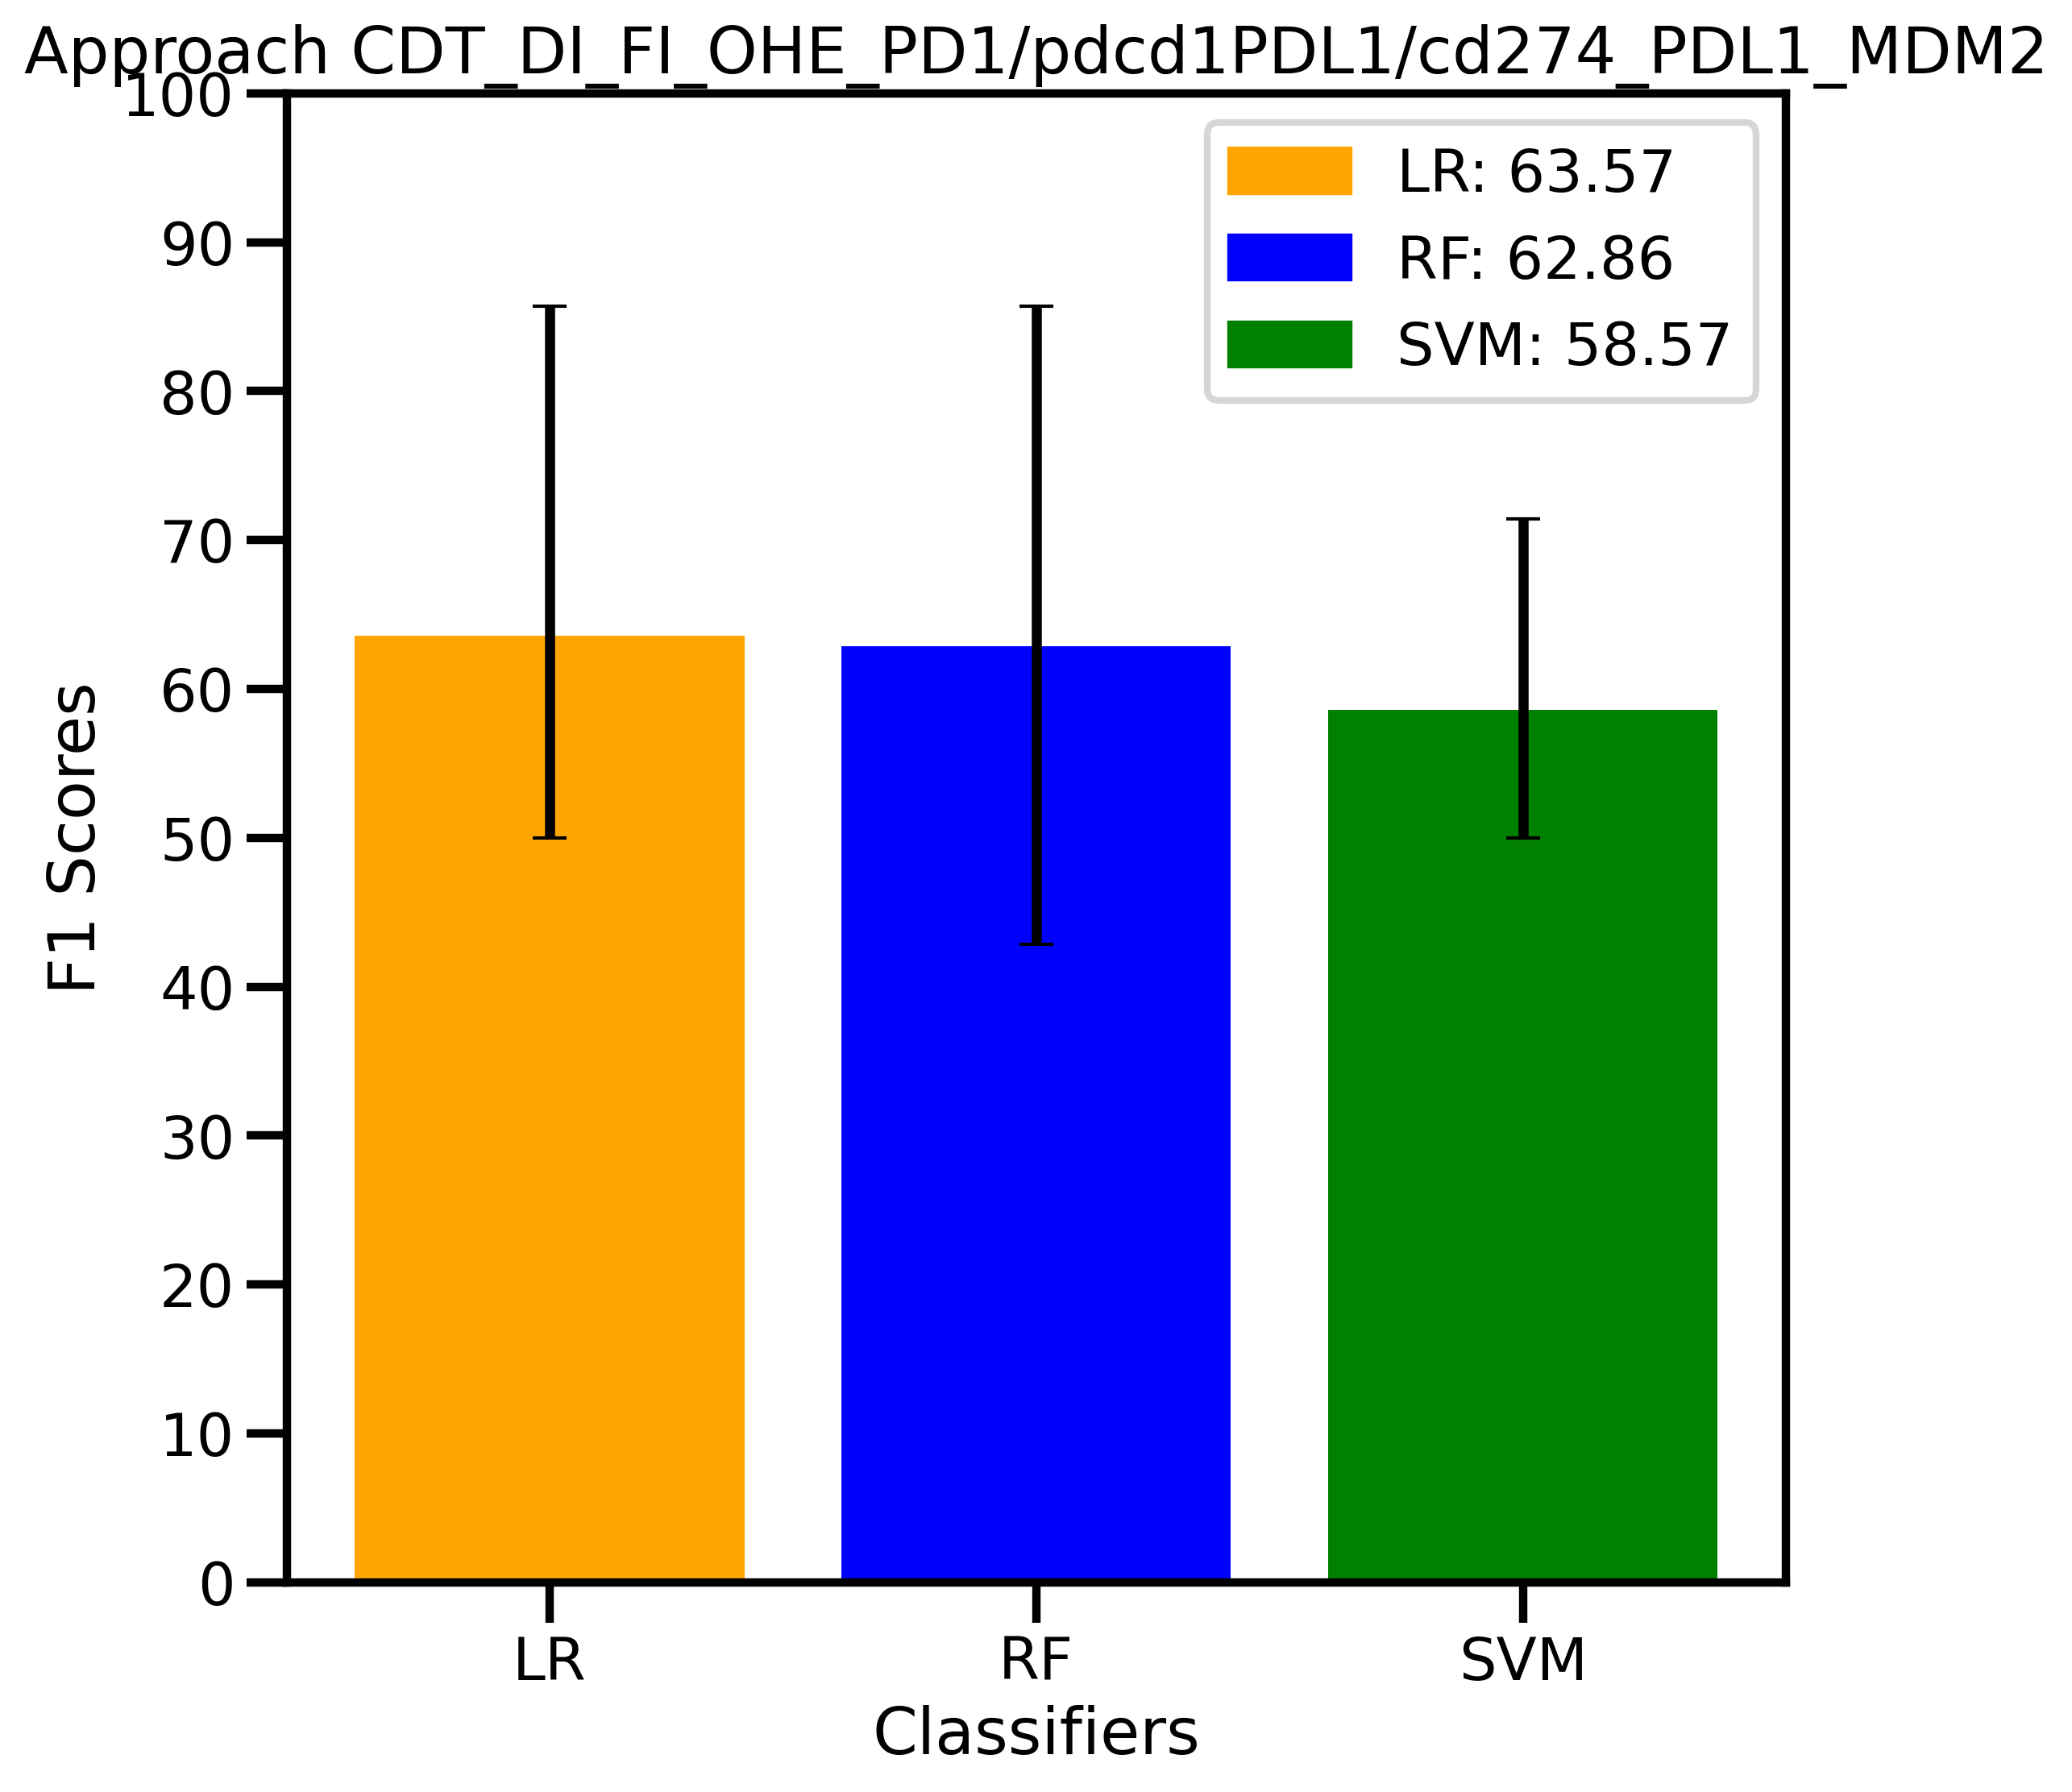 Approach CDT_DI_FI_OHE_PD1/pdcd1PDL1/cd274_PDL1_MDM2
100
90
80
70
60
50
40
30
20
10
0
F1 Scores
LR: 63.57
RF: 62.86
SVM: 58.57
LR
RF
SVM
Classifiers